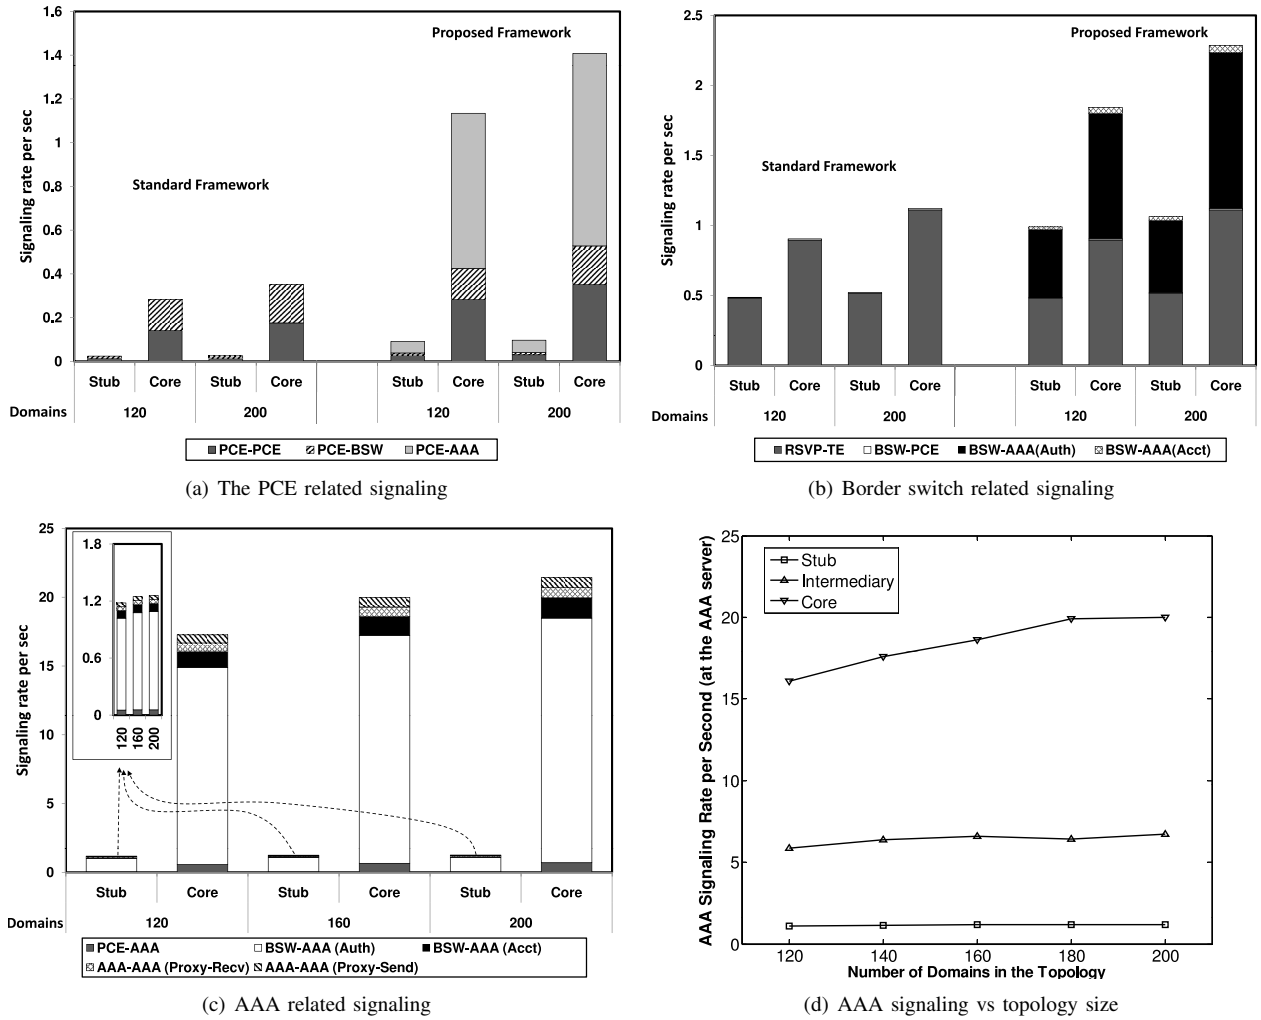 1.6
1.4
1.2
1
0.8
0.6
0.4
0.2
0
Signaling rate per sec
Proposed Framework
Standard Framework
Stub Core Stub Core Stub Core Stub Core
Domains 120 200 120 200
PCE-PCE PCE-BSW PCE-AAA
(a) The PCE related signaling
2.5
2
1.5
1
0.5
0
Signaling rate per sec
Proposed Framework
Standard Framework
Stub Core Stub Core Stub Core Stub Core
Domains 120 200 120 200
RSVP-TE BSW-PCE BSW-AAA(Auth) BSW-AAA(Acct)
(b) Border switch related signaling
25
20
15
10
5
0
Signaling rate per sec
1.8
1.2
0.6
0
120 160 200
Stub Core Stub Core Stub Core
Domains 120 160 200
PCE-AAA BSW-AAA (Auth) BSW-AAA (Acct)
AAA-AAA (Proxy-Recv) AAA-AAA (Proxy-Send)
(c) AAA related signaling
25
20
15
10
5
0
AAA Signaling Rate per Second (at the AAA server)
Stub
Intermediary
Core
120 140 160 180 200
Number of Domains in the Topology
(d) AAA signaling vs topology size